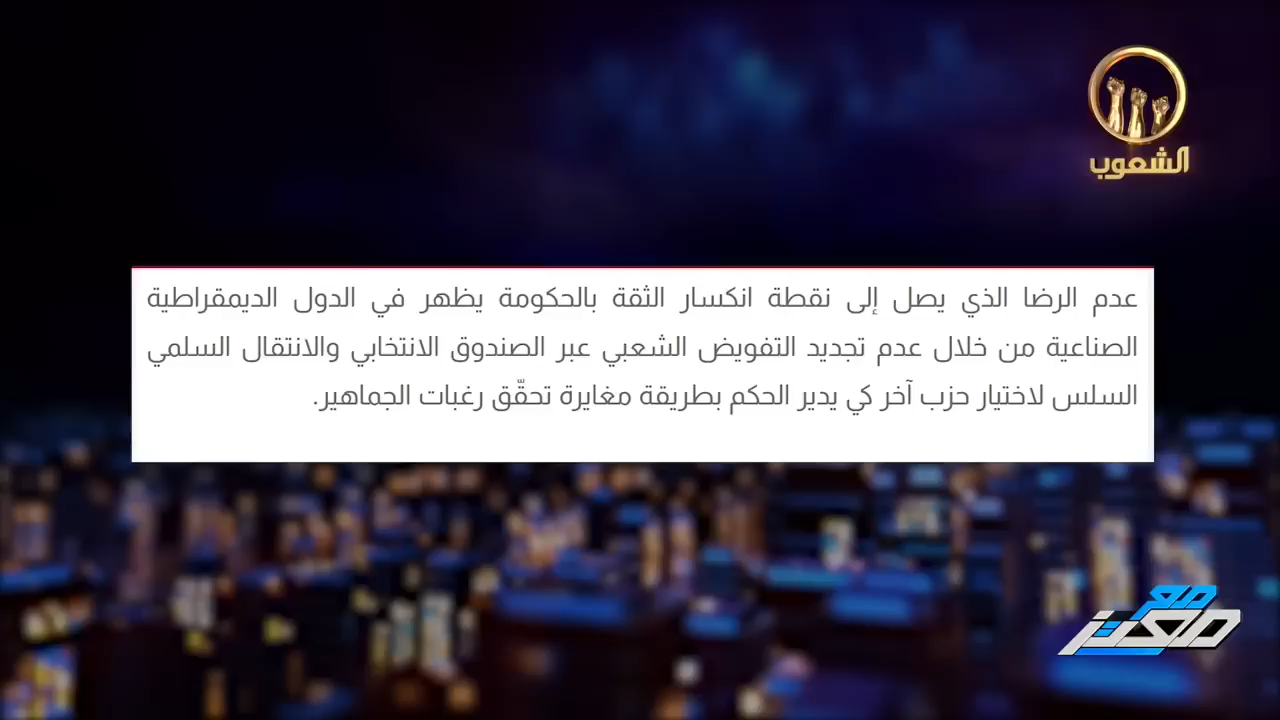 الشعوب
عدم الرضا الذي يصل إلى نقطة انكسار الثقة بالحكومة يظهر في الدول الديمقراطية
الصناعية من خلال عدم تجديد التفويض الشعبي عبر الصندوق الانتخابي والانتقال السلمي
السلس لاختيار حزب آخر كي يدير الحكم بطريقة مغايرة تحقّق رغبات الجماهير.
مع
معتز